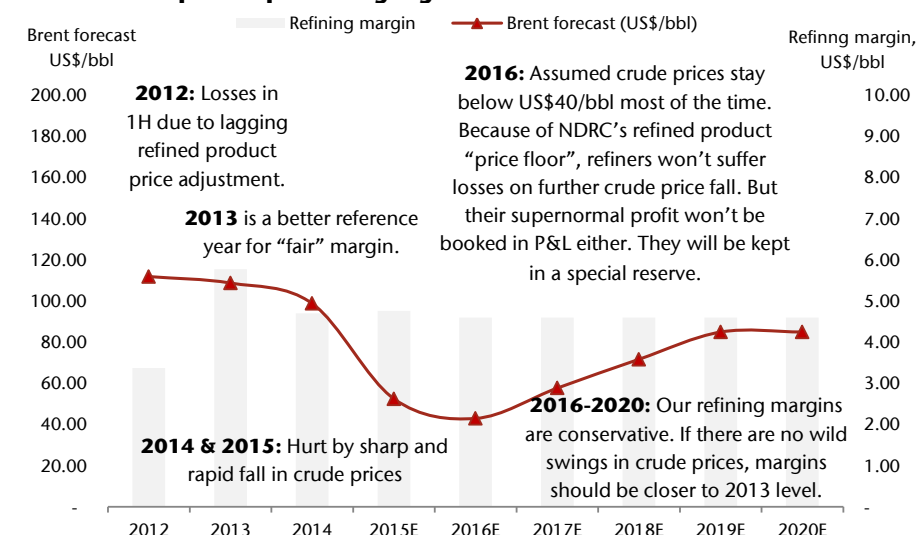 Refining margin
Brent forecast (US$/bbl)
Brent forecast
US$/bbl
Refinng margin,
US$/bbl
200.00
180.00
160.00
140.00
120.00
100.00
80.00
60.00
40.00
20.00
-
2012: Losses in
1H due to lagging
refined product
price adjustment.
2013 is a better reference
year for “fair” margin.
2016: Assumed crude prices stay
below US$40/bbl most of the time.
Because of NDRC’s refined product
“price floor”, refiners won’t suffer
losses on further crude price fall. But
their supernormal profit won’t be
booked in P&L either. They will be kept
in a special reserve.
2014 & 2015: Hurt by sharp and
rapid fall in crude prices
2016-2020: Our refining margins
are conservative. If there are no wild
swings in crude prices, margins
should be closer to 2013 level.
10.00
9.00
8.00
7.00
6.00
5.00
4.00
3.00
2.00
1.00
-
2012
2013
2014
2015E
2016E
2017E
2018E
2019E
2020E